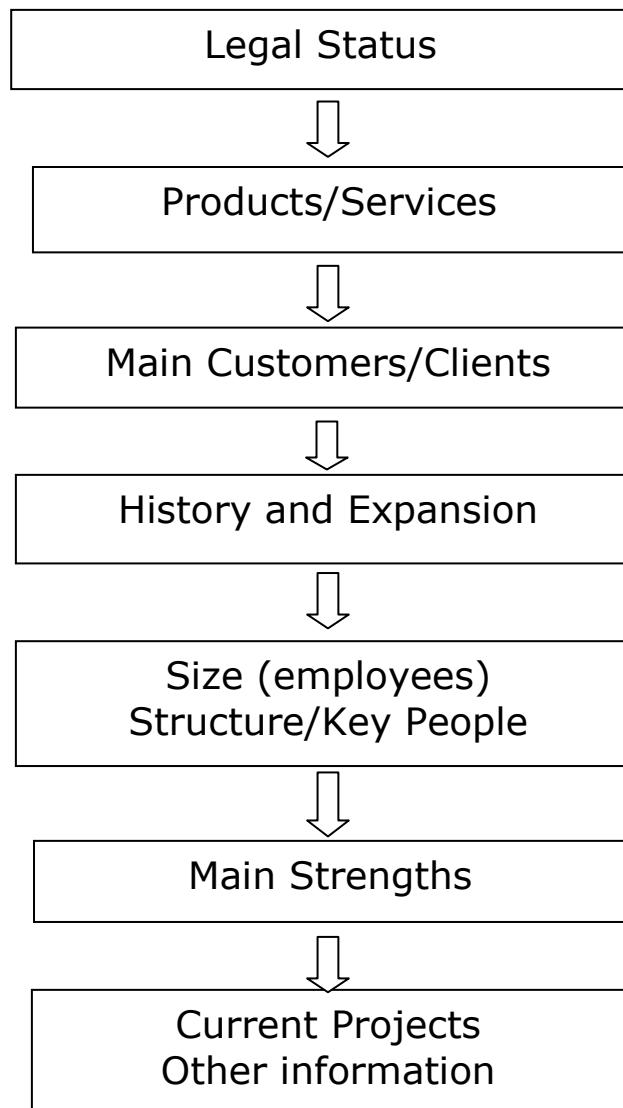 Legal Status
Products/Services
Main Customers/Clients
History and Expansion
Size (employees)
Structure/Key People
Main Strengths
Current Projects
Other information